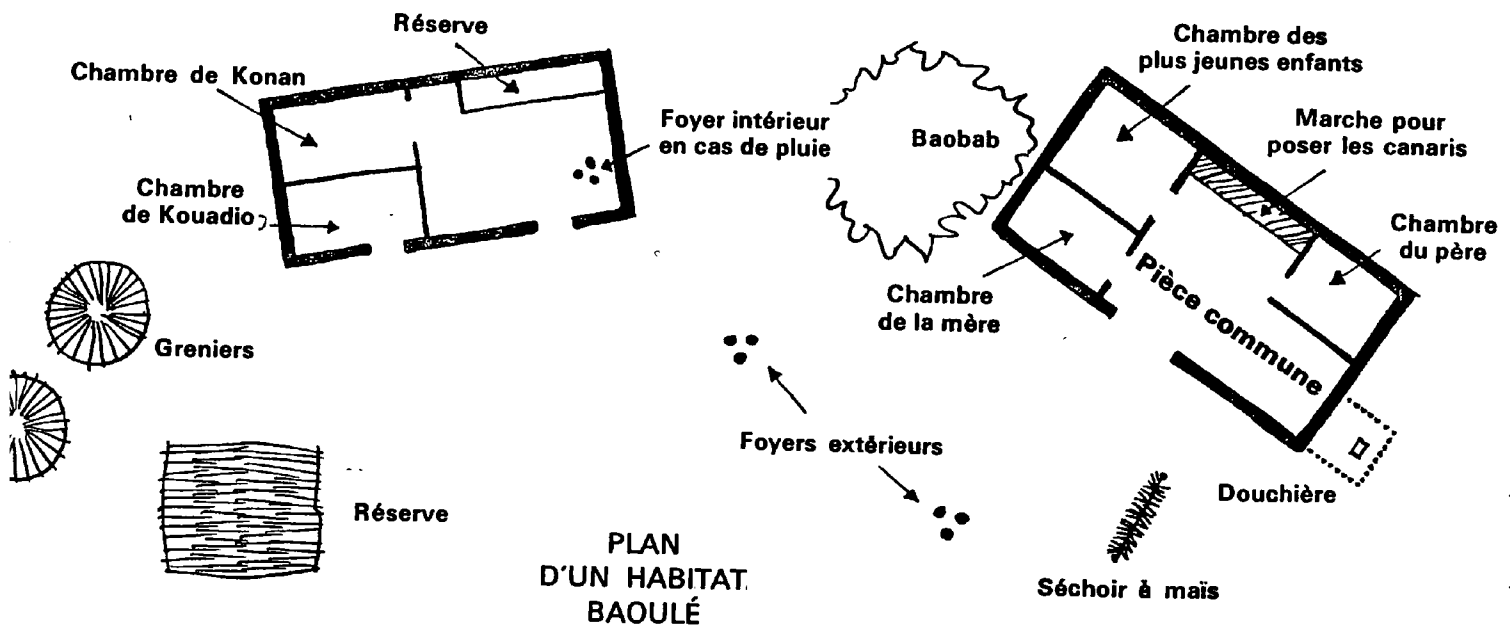 Réserve
Chambre de Konan
Foyer intérieur
en cas de pluie
Chambre
de Kouadio
Baobab
Chambre des
plus jeunes enfants
Marche pour
poser les canaris
Chambre
du père
Chambre
de la mère
Pièce commune
Greniers
Foyers extérieurs
Réserve
Douchière
Séchoir à maïs
PLAN
D'UN HABITAT
BAOULÉ